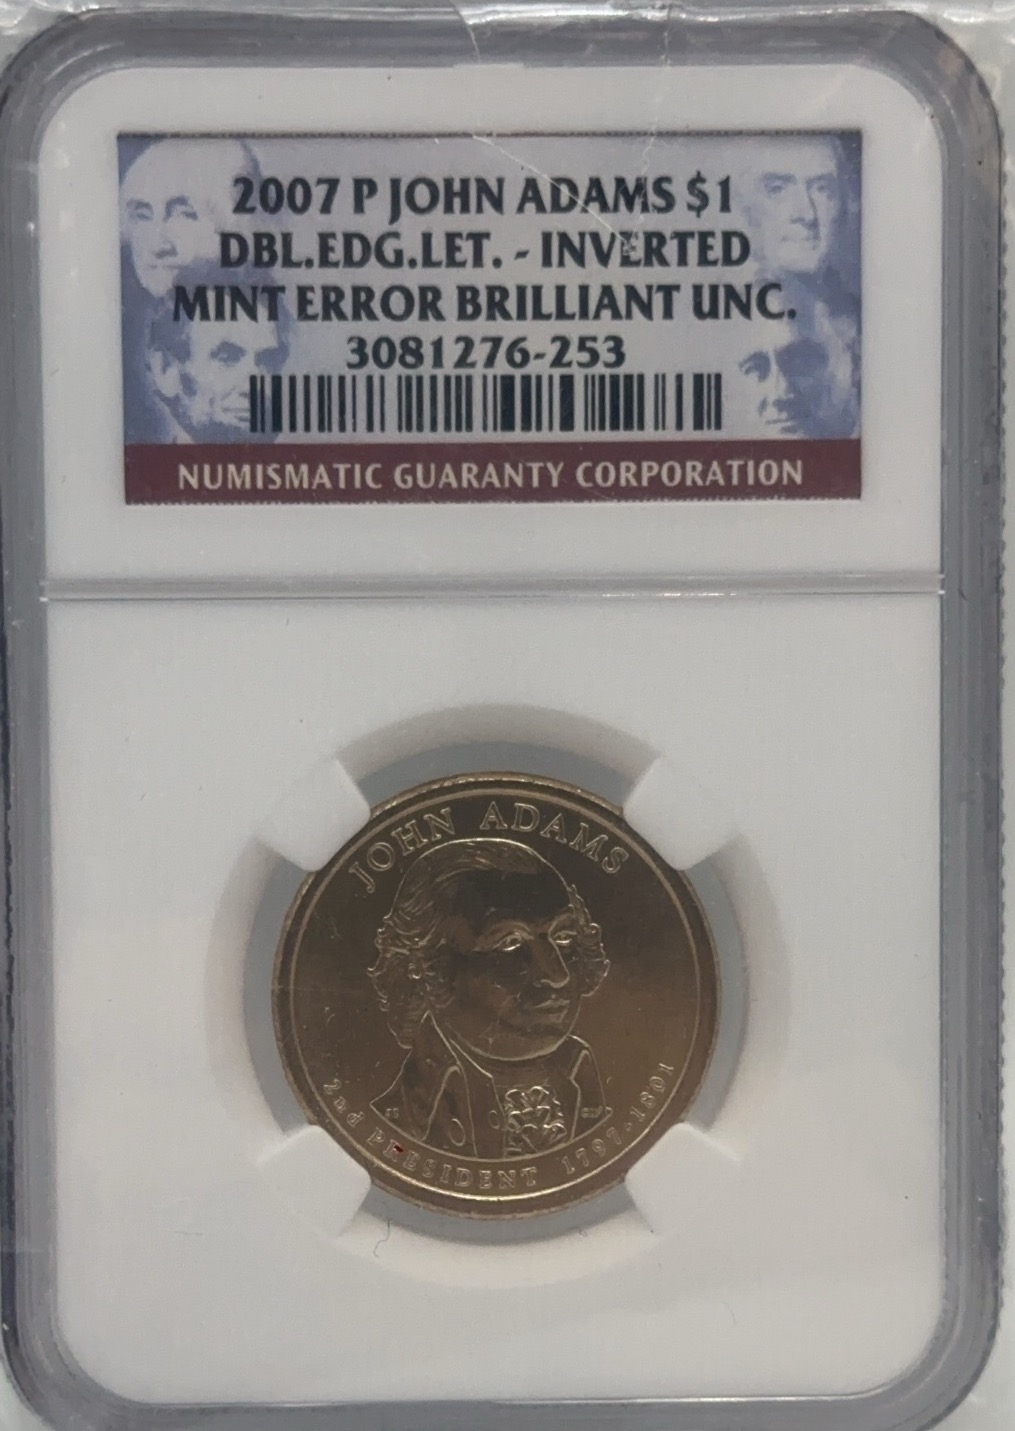 2007 P JOHN ADAMS $1
DBL.EDG.LET. - INVERTED
MINT ERROR BRILLIANT UNC.
3081276-253
NUMISMATIC GUARANTY CORPORATION
JOHN ADAMS
2nd PRESIDENT 1797-1801